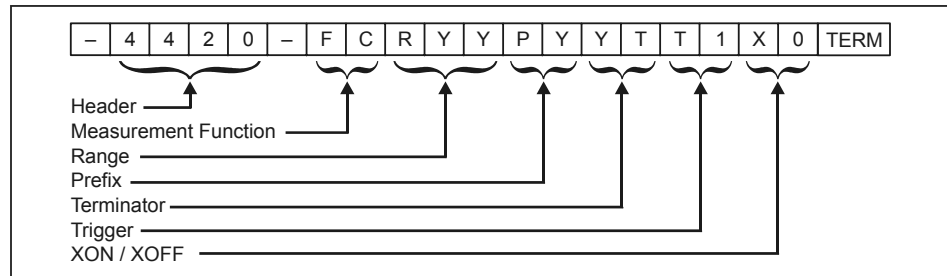 – 4 4 2 0 – F C R Y Y P Y Y T T 1 X 0 TERM
Header
Measurement Function
Range
Prefix
Terminator
Trigger
XON / XOFF